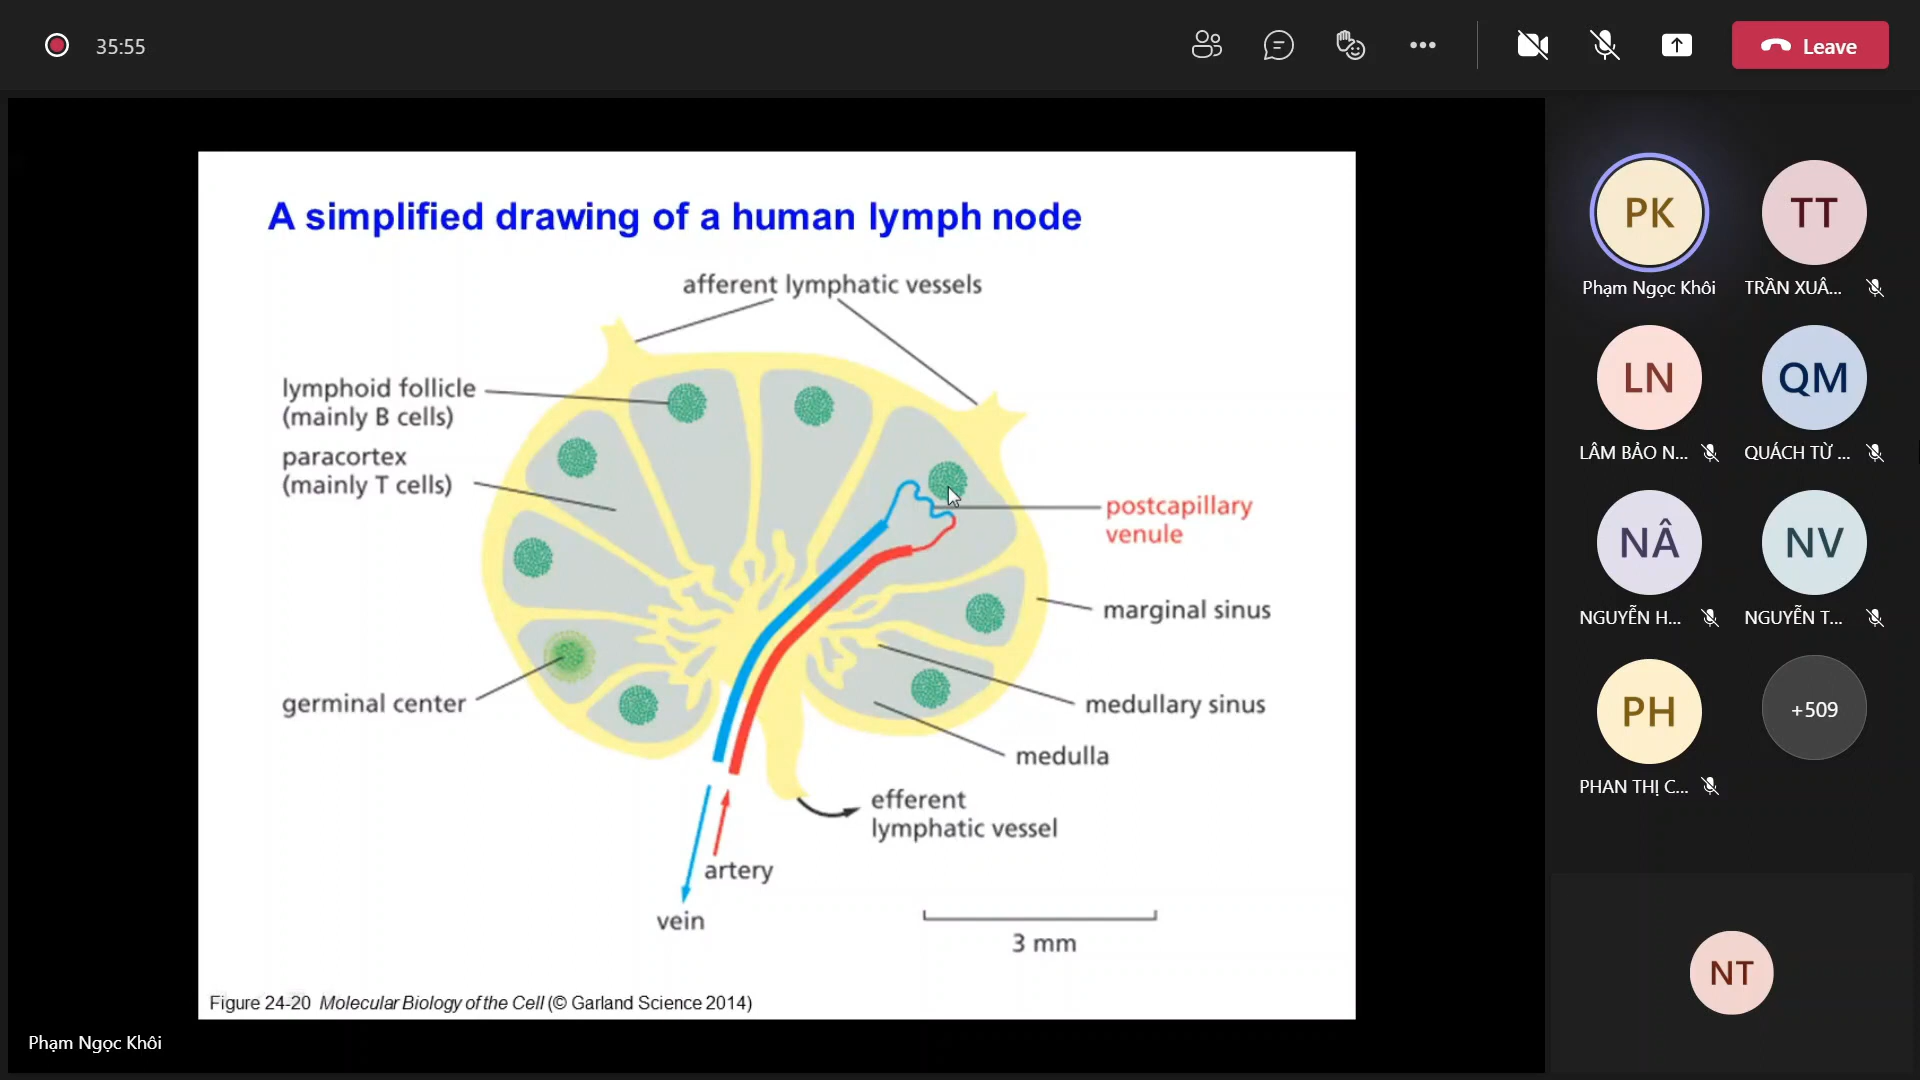 35:55
Leave
A simplified drawing of a human lymph node
afferent lymphatic vessels
lymphoid follicle
(mainly B cells)
paracortex
(mainly T cells)
postcapillary
venule
marginal sinus
germinal center
medullary sinus
medulla
efferent
lymphatic vessel
artery
vein
3 mm
Figure 24-20 Molecular Biology of the Cell (© Garland Science 2014)
Phạm Ngọc Khôi
PK
TT
Phạm Ngọc Khôi
TRẦN XUÂ...
LN
QM
LÂM BẢO N...
QUÁCH TỪ ...
NÂ
NV
NGUYỄN H...
NGUYỄN T...
PH
+509
PHAN THỊ C...
NT